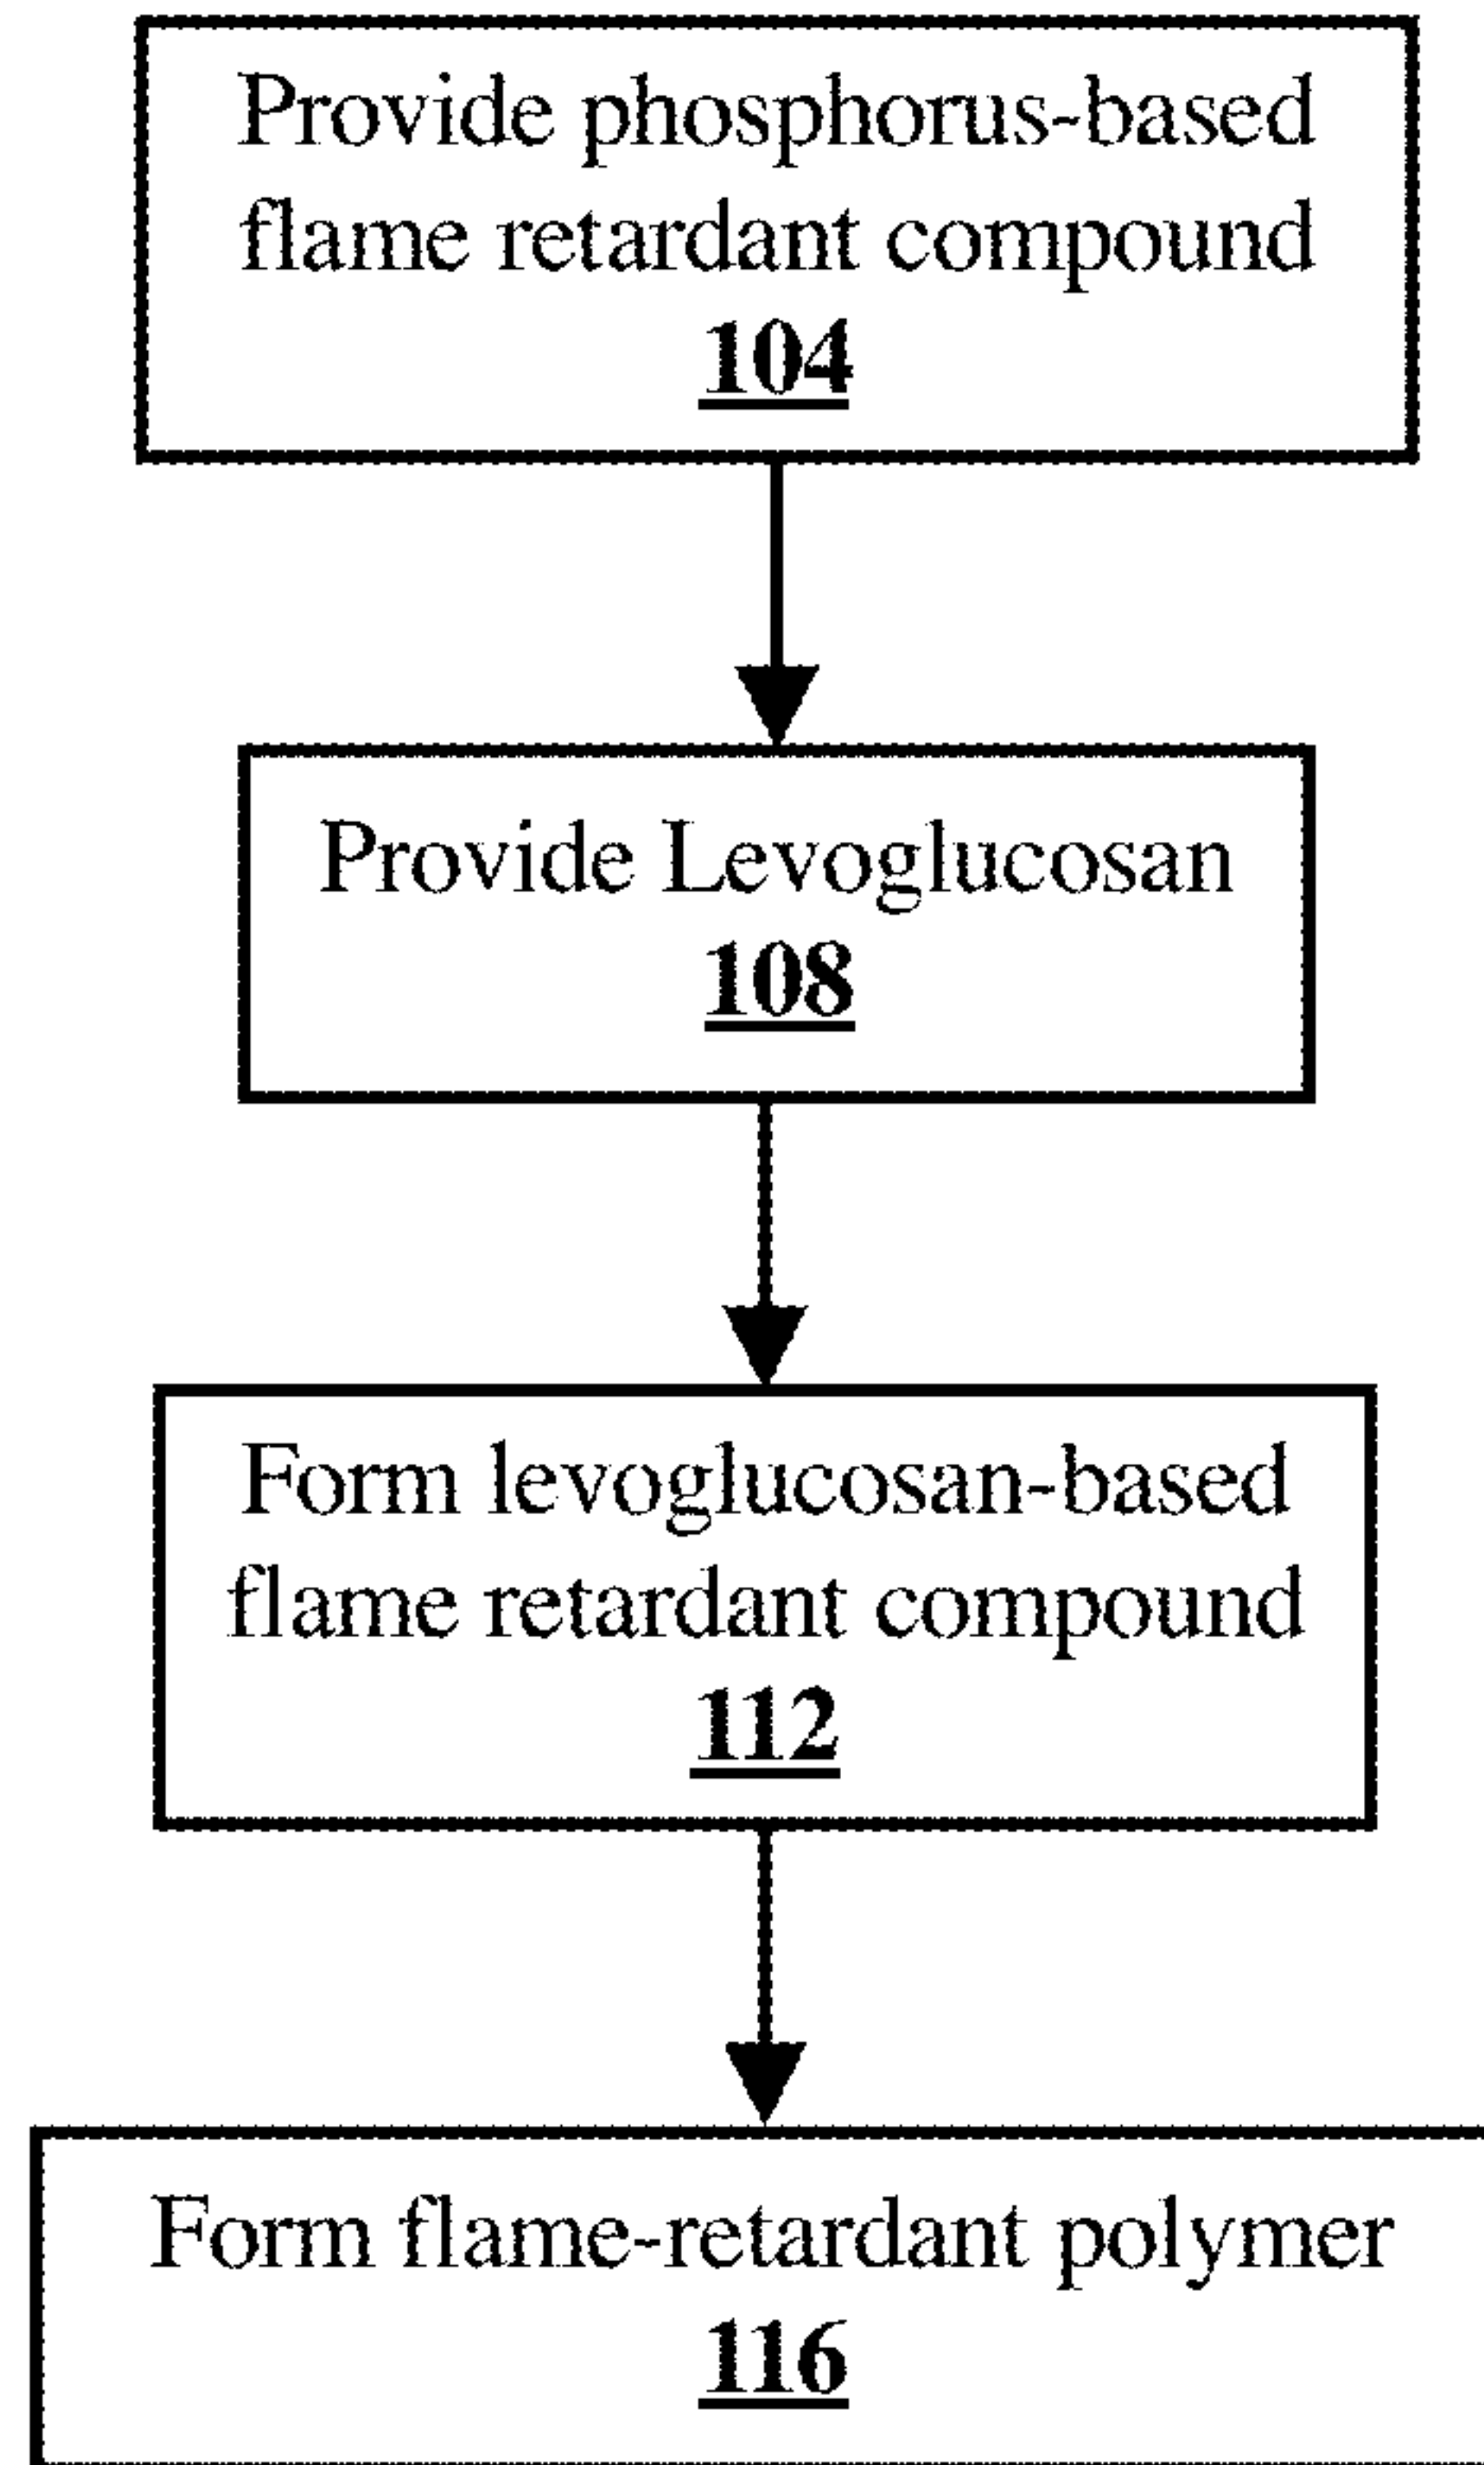 Provide phosphorus-based
flame retardant compound
104
Provide Levoglucosan
108
Form levoglucosan-based
flame retardant compound
112
Form flame-retardant polymer
116